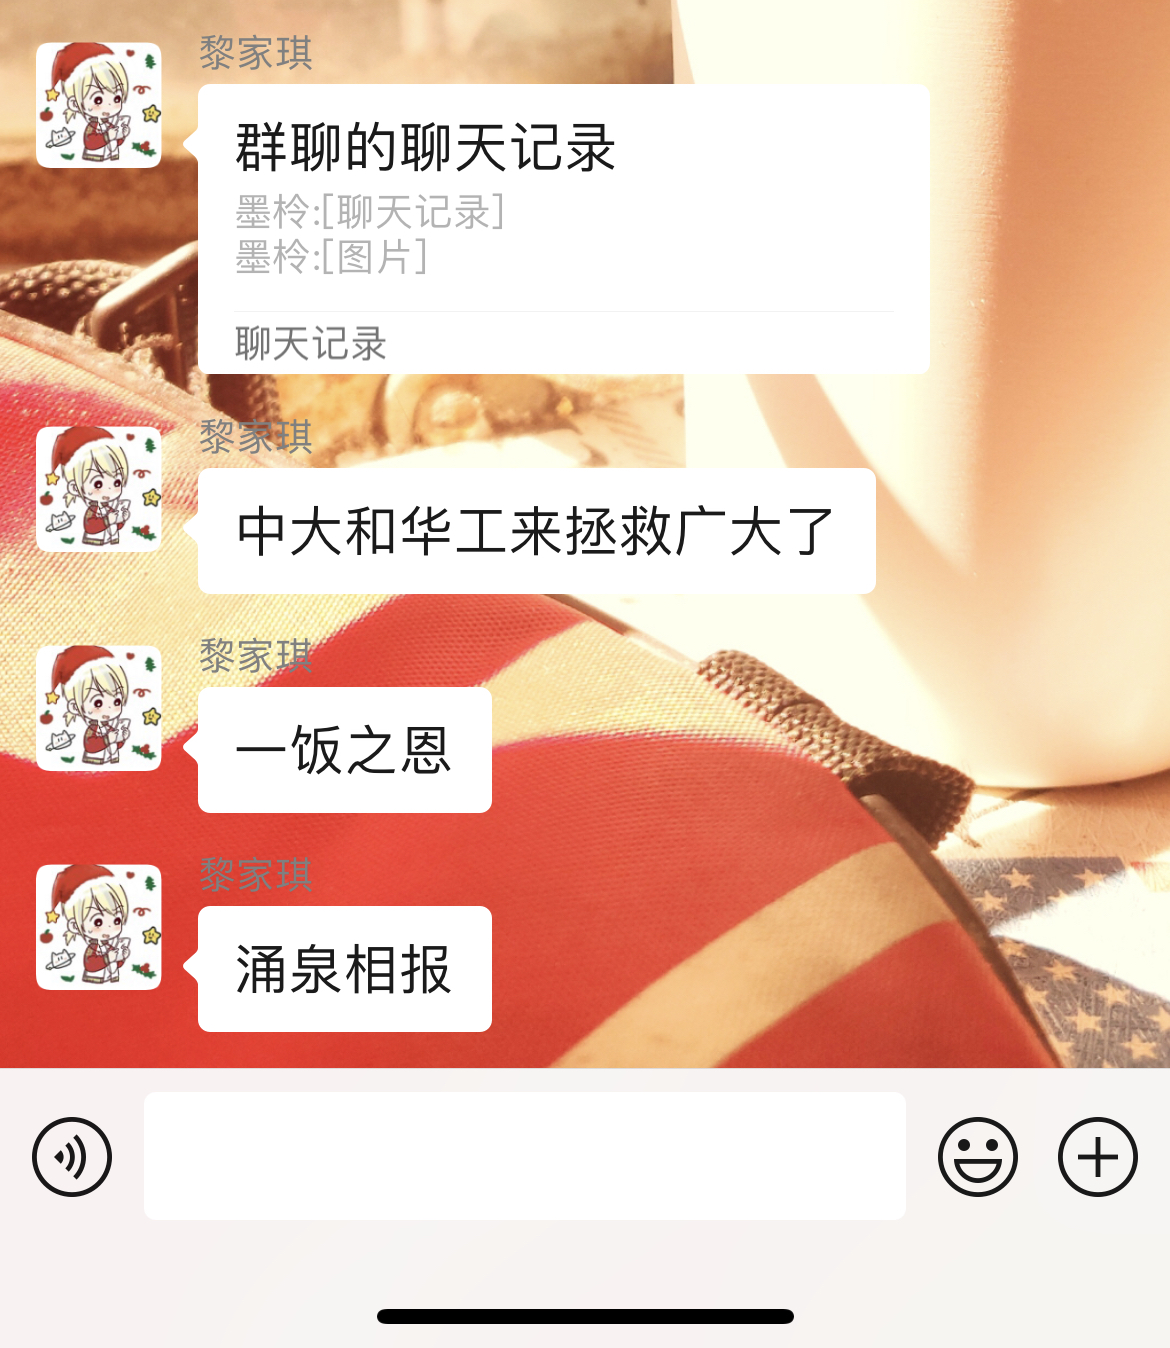 黎家琪
群聊的聊天记录
墨柃:[聊天记录]
墨柃:[图片]
聊天记录
黎家琪
中大和华工来拯救广大了
黎家琪
一饭之恩
黎家琪
涌泉相报